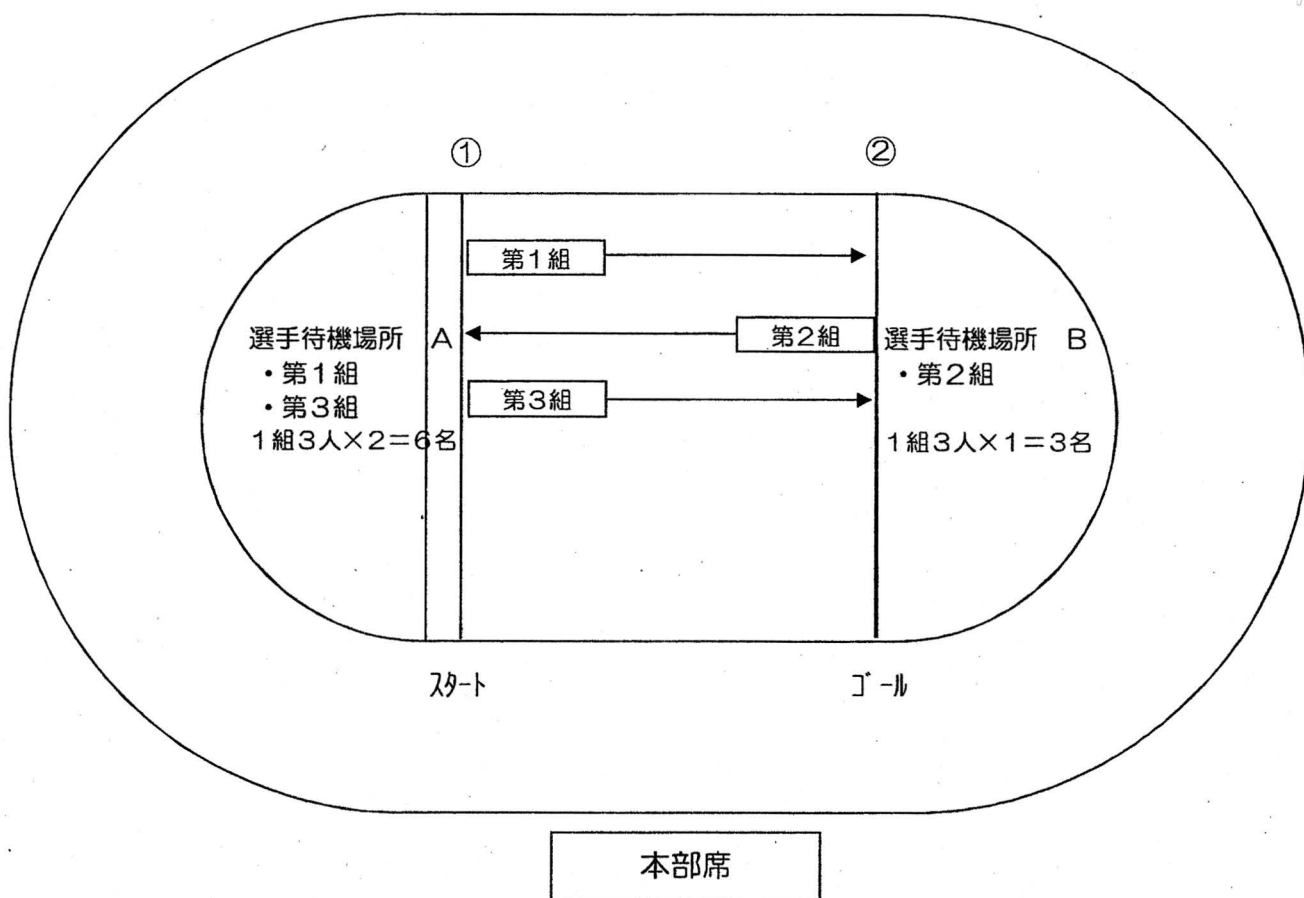 ① ②
第1組
選手待機場所 A
第2組
選手待機場所 B
・第1組
・第2組
・第3組
第3組
1組3人×2=6名
1組3人×1=3名
スタート
ゴール
本部席